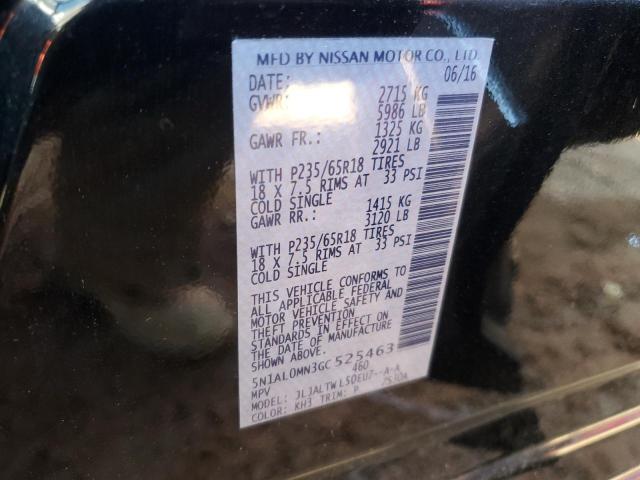 MFD BY NISSAN MOTOR CO., LTD.
DATE: 06/16
GVWR: 2715 KG
5986 LB
GAWR FR.: 1325 KG
2921 LB
WITH P235/65R18 TIRES
18 X 7.5 RIMS AT 33 PSI
COLD SINGLE
GAWR RR.: 1415 KG
3120 LB
WITH P235/65R18 TIRES
18 X 7.5 RIMS AT 33 PSI
COLD SINGLE
THIS VEHICLE CONFORMS TO
ALL APPLICABLE FEDERAL
MOTOR VEHICLE SAFETY AND
THEFT PREVENTION
STANDARDS IN EFFECT ON
THE DATE OF MANUFACTURE
SHOWN ABOVE.
5N1AL0MN3GC525463
MPV 460
MODEL:
COLOR: KH3 TRIM: P